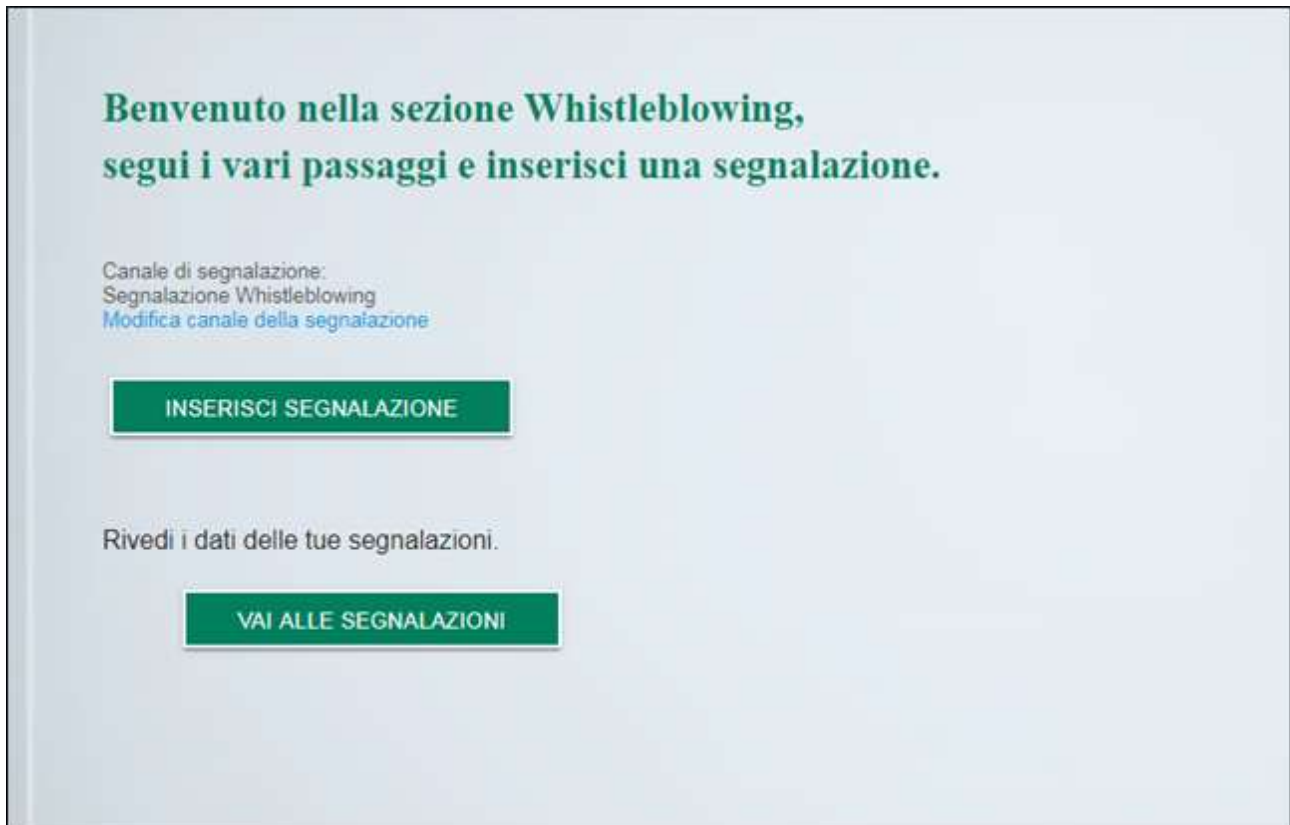 Benvenuto nella sezione Whistleblowing,
segui i vari passaggi e inserisci una segnalazione.
Canale di segnalazione:
Segnalazione Whistleblowing
Modifica canale della segnalazione
INSERISCI SEGNALAZIONE
Rivedi i dati delle tue segnalazioni.
VAI ALLE SEGNALAZIONI